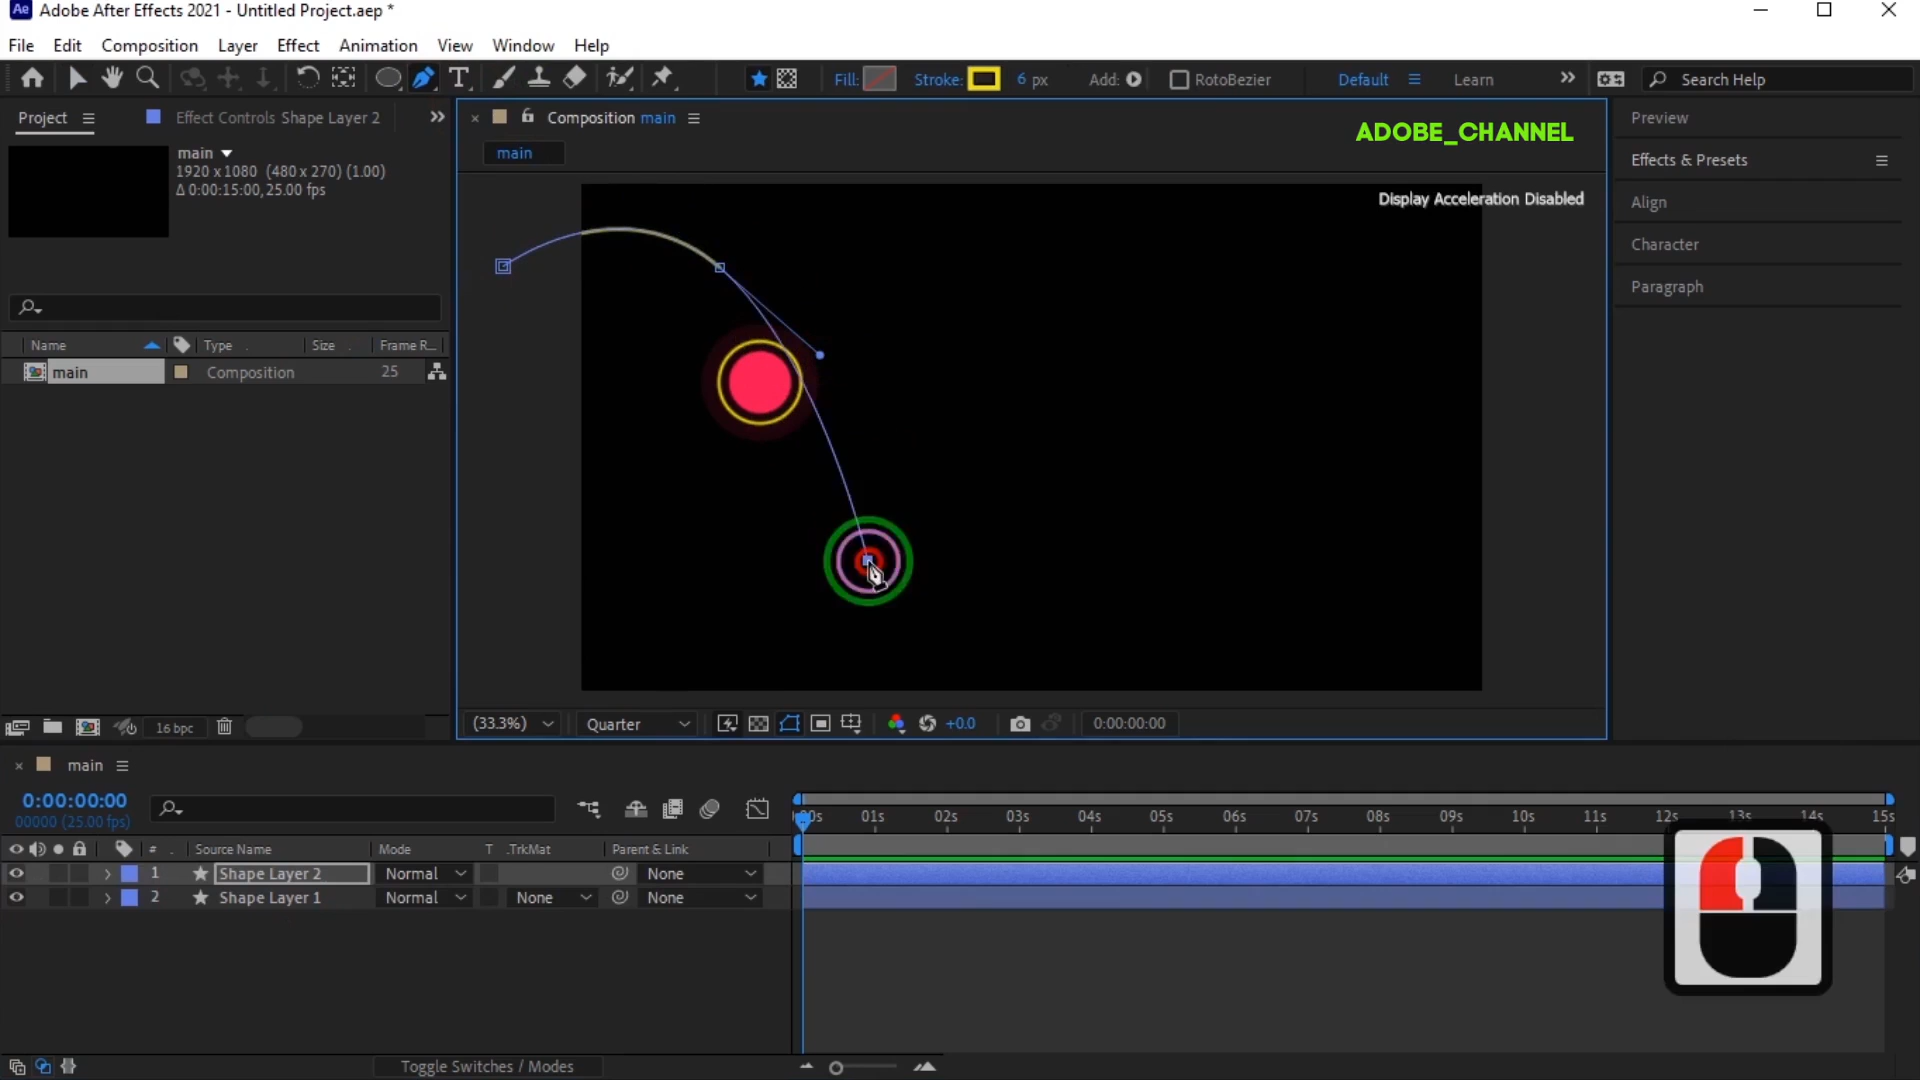 Ae Adobe After Effects 2021 - Untitled Project.aep *
File Edit Composition Layer Effect Animation View Window Help
T Fill: Stroke: 6 px Add: RotoBezier Default Learn Search Help
Project Effect Controls Shape Layer 2
Composition main
ADOBE_CHANNEL
Preview
main
1920 x 1080 (480 x 270) (1.00)
Δ 0:00:15:00, 25.00 fps
main
Effects & Presets
Display Acceleration Disabled
Align
Character
Paragraph
Name Type Size Frame R...
main Composition 25
16 bpc
(33.3%) Quarter +0.0 0:00:00:00
main
0:00:00:00
00000 (25.00 fps)
01s 02s 03s 04s 05s 06s 07s 08s 09s 10s 11s 12s 13s 14s 15s
# Source Name Mode T .TrkMat Parent & Link
1 Shape Layer 2 Normal None
2 Shape Layer 1 Normal None None
Toggle Switches / Modes